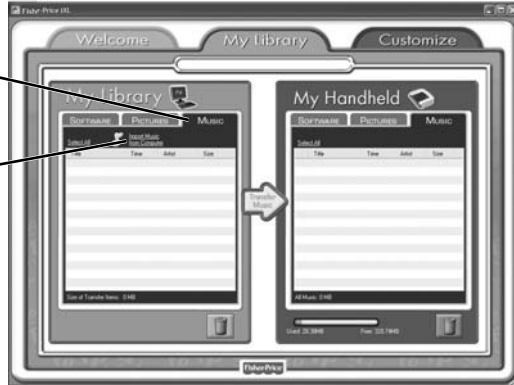 Fisher-Price iXL
Welcome
My Library
Customize
My Library
SOFTWARE PICTURES MUSIC
Select All
Import Music
from Computer
Title Time Artist Size
Size of Transfer Items: 0 MB
Transfer
Music
My Handheld
SOFTWARE PICTURES MUSIC
Select All
Title Time Artist Size
All Music: 0 MB
Free:
Fisher-Price